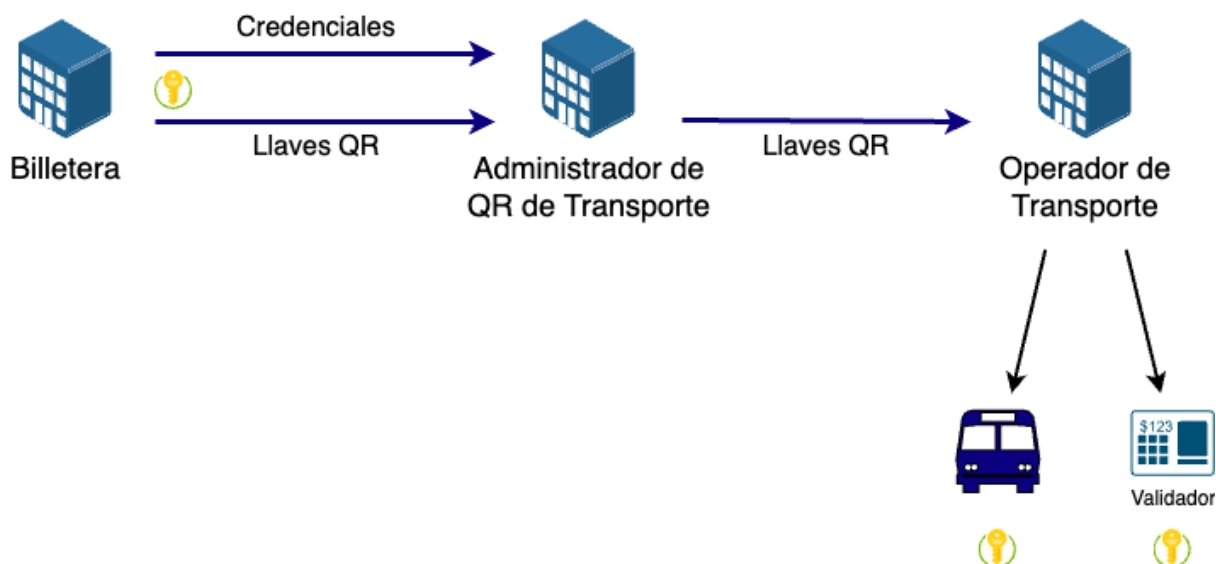 Credenciales
Llaves QR
Billetera
Administrador de
QR de Transporte
Llaves QR
Operador de
Transporte
$123
Validador